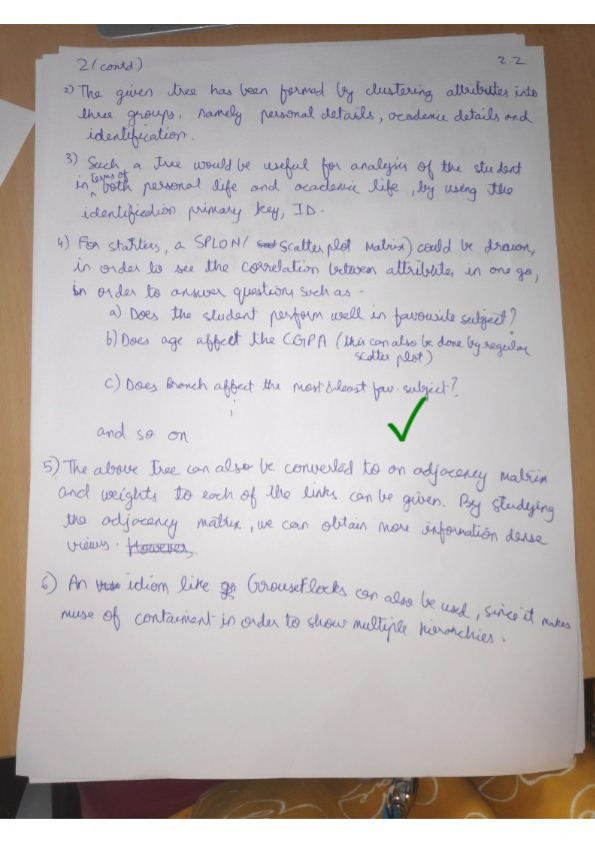 2(contd)
2.2
2) The given tree has been formed by clustering attributes into
three groups, namely personal details, academic details and
identification.
3) Such a tree would be useful for analysis of the student
in terms of both personal life and academic life, by using the
identification primary key, ID.
4) For starters, a SPLOM/ Scatterplot Matrix) could be drawn,
in order to see the correlation between attributes in one go,
in order to answer questions such as -
a) Does the student perform well in favourite subject?
b) Does age affect the CGPA (this can also be done by regular
scatter plot)
c) Does Branch affect the most & least fav. subject?
and so on
5) The above tree can also be converted to an adjacency matrix
and weights to each of the links can be given. By studying
the adjacency matrix, we can obtain more information dense
views. However,
6) An idiom like GrouseFlocks can also be used, since it makes
muse of containment in order to show multiple hierarchies.